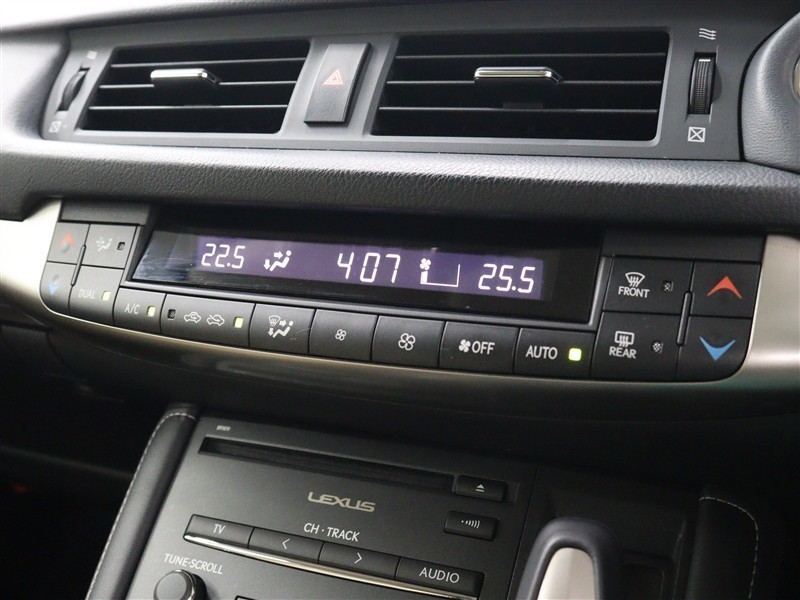 22.5 407 25.5
FRONT
DUAL A/C OFF AUTO REAR
LEXUS
CH · TRACK
TV < > AUDIO
TUNE·SCROLL